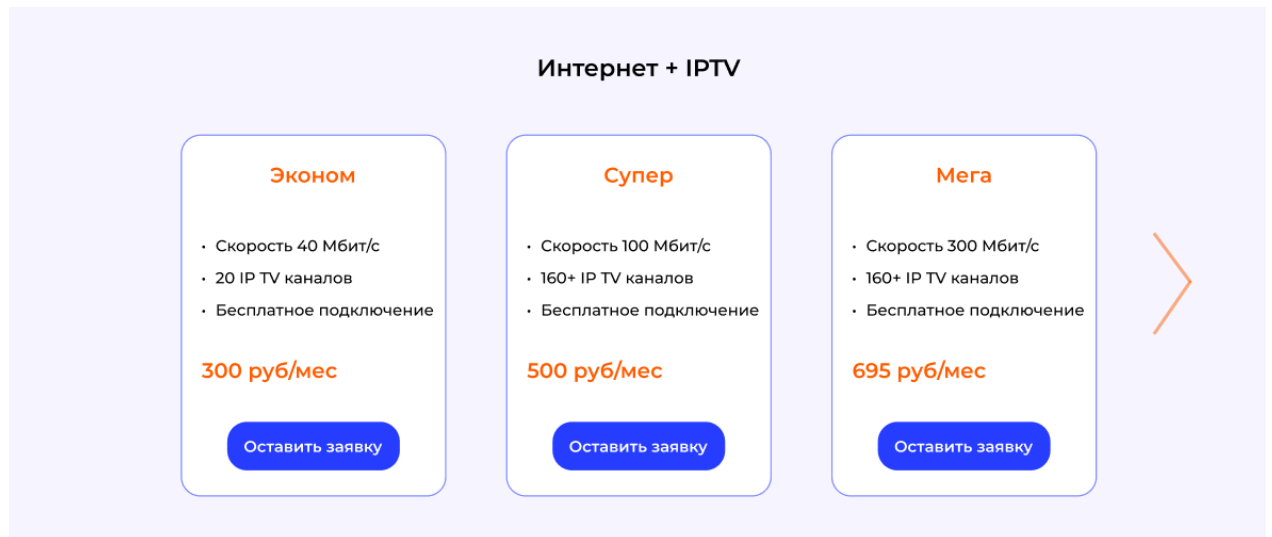 Интернет + IPTV
Эконом
• Скорость 40 Мбит/с
• 20 IP TV каналов
• Бесплатное подключение
300 руб/мес
Оставить заявку
Супер
• Скорость 100 Мбит/с
• 160+ IP TV каналов
• Бесплатное подключение
500 руб/мес
Оставить заявку
Мега
• Скорость 300 Мбит/с
• 160+ IP TV каналов
• Бесплатное подключение
695 руб/мес
Оставить заявку